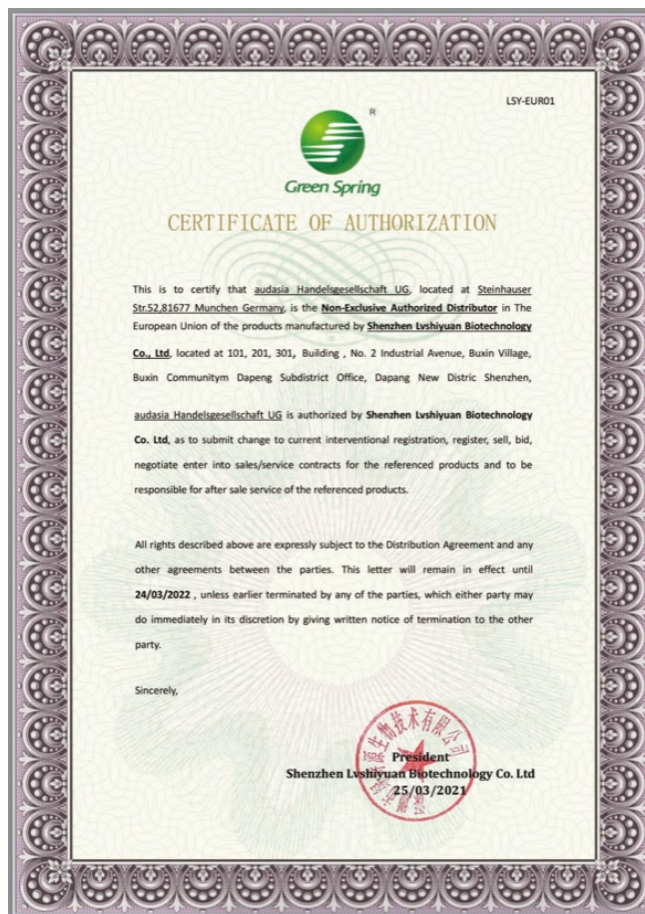 LSY-EUR01
®
Green Spring
CERTIFICATE OF AUTHORIZATION
This is to certify that audasia Handelsgesellschaft UG, located at Steinhauser
Str.52,81677 Munchen Germany, is the Non-Exclusive Authorized Distributor in The
European Union of the products manufactured by Shenzhen Lvshiyuan Biotechnology
Co., Ltd, located at 101, 201, 301, Building , No. 2 Industrial Avenue, Buxin Village,
Buxin Communitym Dapeng Subdistrict Office, Dapang New Distric Shenzhen,
audasia Handelsgesellschaft UG is authorized by Shenzhen Lvshiyuan Biotechnology
Co. Ltd, as to submit change to current interventional registration, register, sell, bid,
negotiate enter into sales/service contracts for the referenced products and to be
responsible for after sale service of the referenced products.
All rights described above are expressly subject to the Distribution Agreement and any
other agreements between the parties. This letter will remain in effect until
24/03/2022 , unless earlier terminated by any of the parties, which either party may
do immediately in its discretion by giving written notice of termination to the other
party.
Sincerely,
生物技术有限公司
President
Shenzhen Lvshiyuan Biotechnology Co. Ltd
25/03/2021